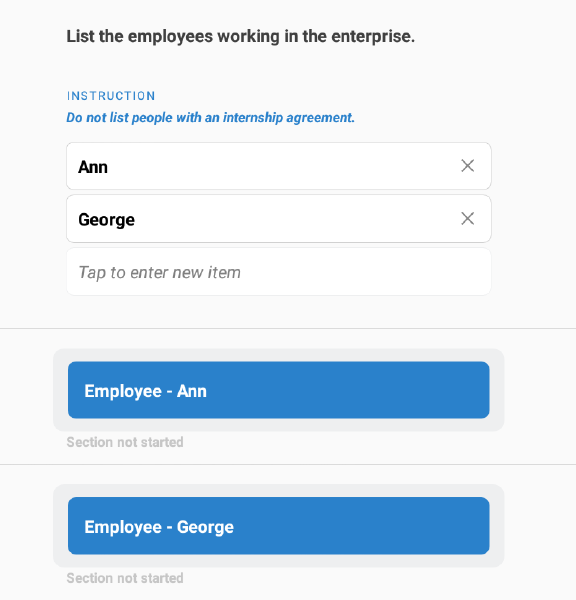 List the employees working in the enterprise.
INSTRUCTION
Do not list people with an internship agreement.
Ann
George
Tap to enter new item
Employee - Ann
Section not started
Employee - George
Section not started